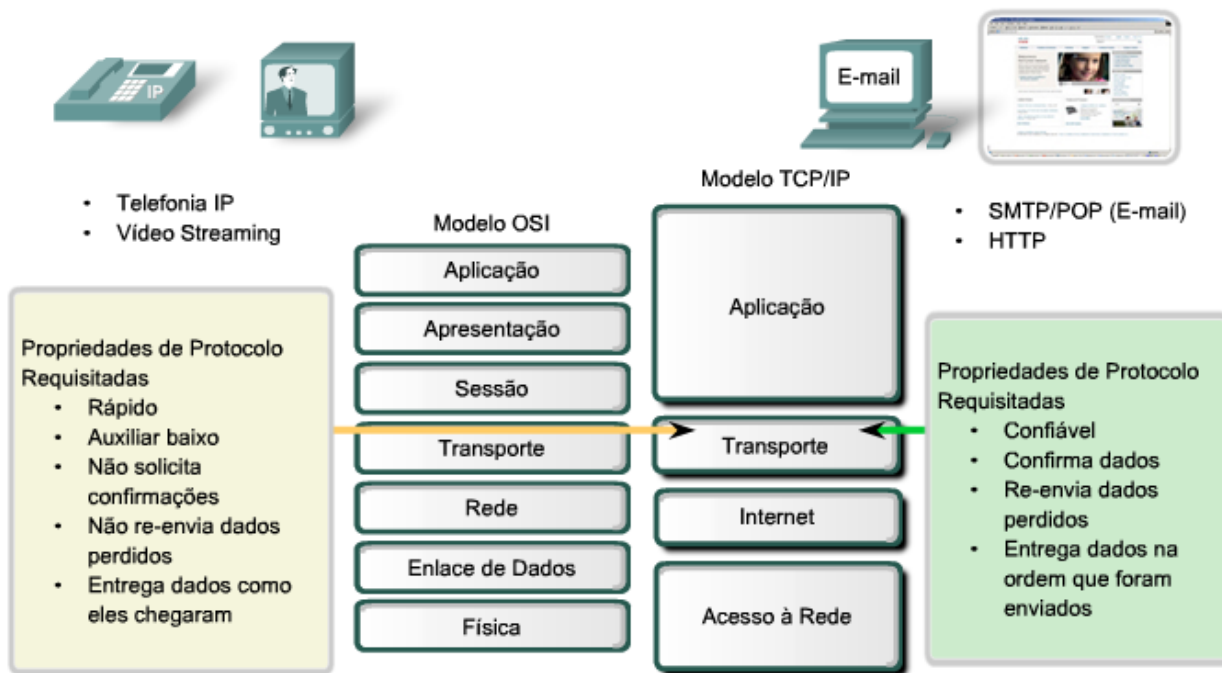 IP
E-mail
• Telefonia IP
• Vídeo Streaming
Propriedades de Protocolo
Requisitadas
• Rápido
• Auxiliar baixo
• Não solicita
confirmações
• Não re-envia dados
perdidos
• Entrega dados como
eles chegaram
Modelo OSI
Aplicação
Apresentação
Sessão
Transporte
Rede
Enlace de Dados
Física
Modelo TCP/IP
Aplicação
Transporte
Internet
Acesso à Rede
• SMTP/POP (E-mail)
• HTTP
Propriedades de Protocolo
Requisitadas
• Confiável
• Confirma dados
• Re-envia dados
perdidos
• Entrega dados na
ordem que foram
enviados